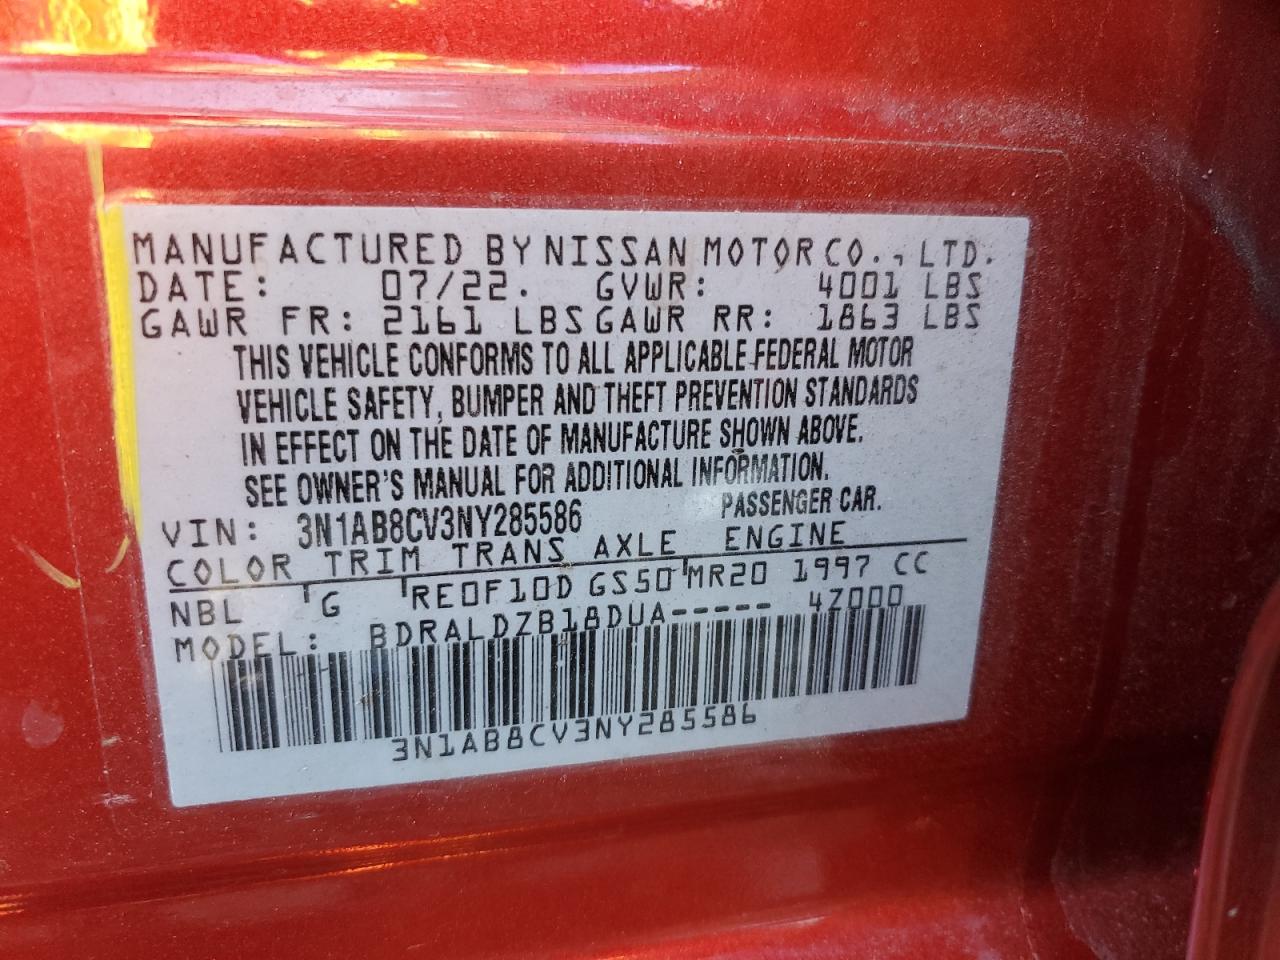 MANUFACTURED BY NISSAN MOTOR CO., LTD.
DATE: 07/22. GVWR: 4001 LBS
GAWR FR: 2161 LBS GAWR RR: 1863 LBS
THIS VEHICLE CONFORMS TO ALL APPLICABLE FEDERAL MOTOR
VEHICLE SAFETY, BUMPER AND THEFT PREVENTION STANDARDS
IN EFFECT ON THE DATE OF MANUFACTURE SHOWN ABOVE.
SEE OWNER'S MANUAL FOR ADDITIONAL INFORMATION.
VIN: 3N1AB8CV3NY285586 PASSENGER CAR.
COLOR TRIM TRANS AXLE ENGINE
NBL G RE0F10D GS50 MR20 1997 CC
MODEL: BDRALDZB18DUA----- 4Z000
3N1AB8CV3NY285586